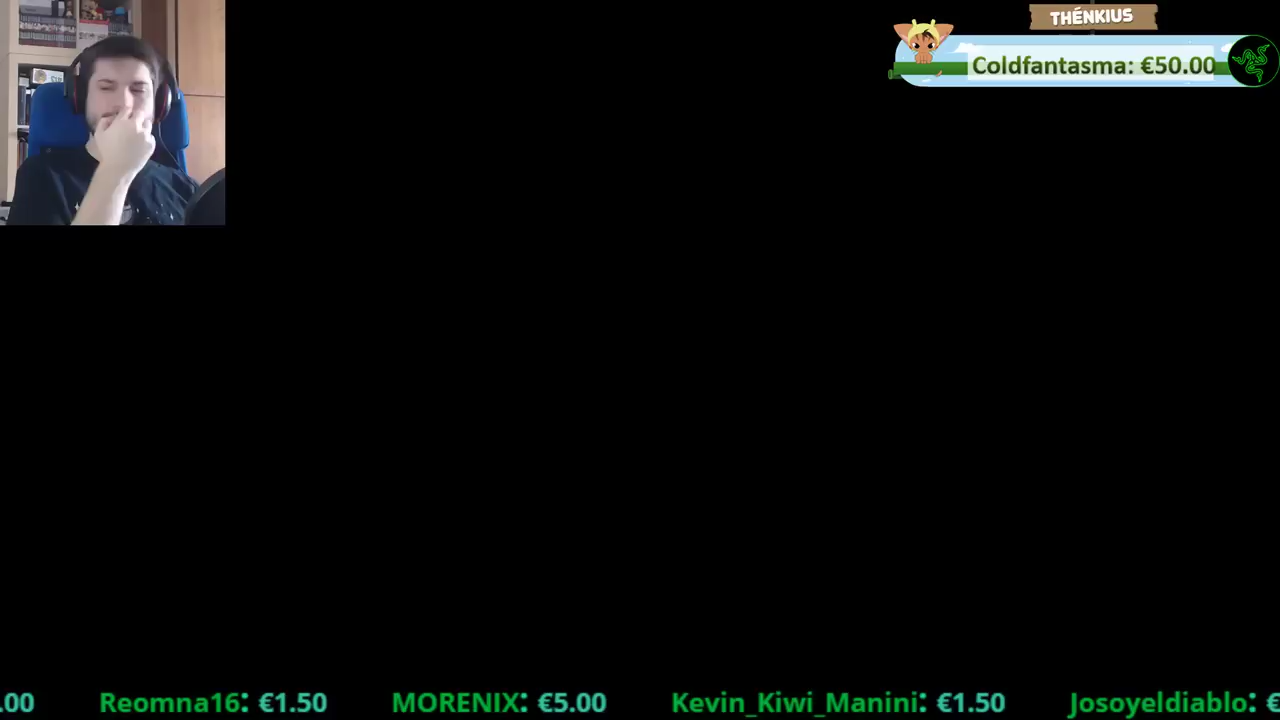 THÉNKIUS
Coldfantasma: €50.00
.00 Reomna16: €1.50 MORENIX: €5.00 Kevin_Kiwi_Manini: €1.50 Josoyeldiablo: €